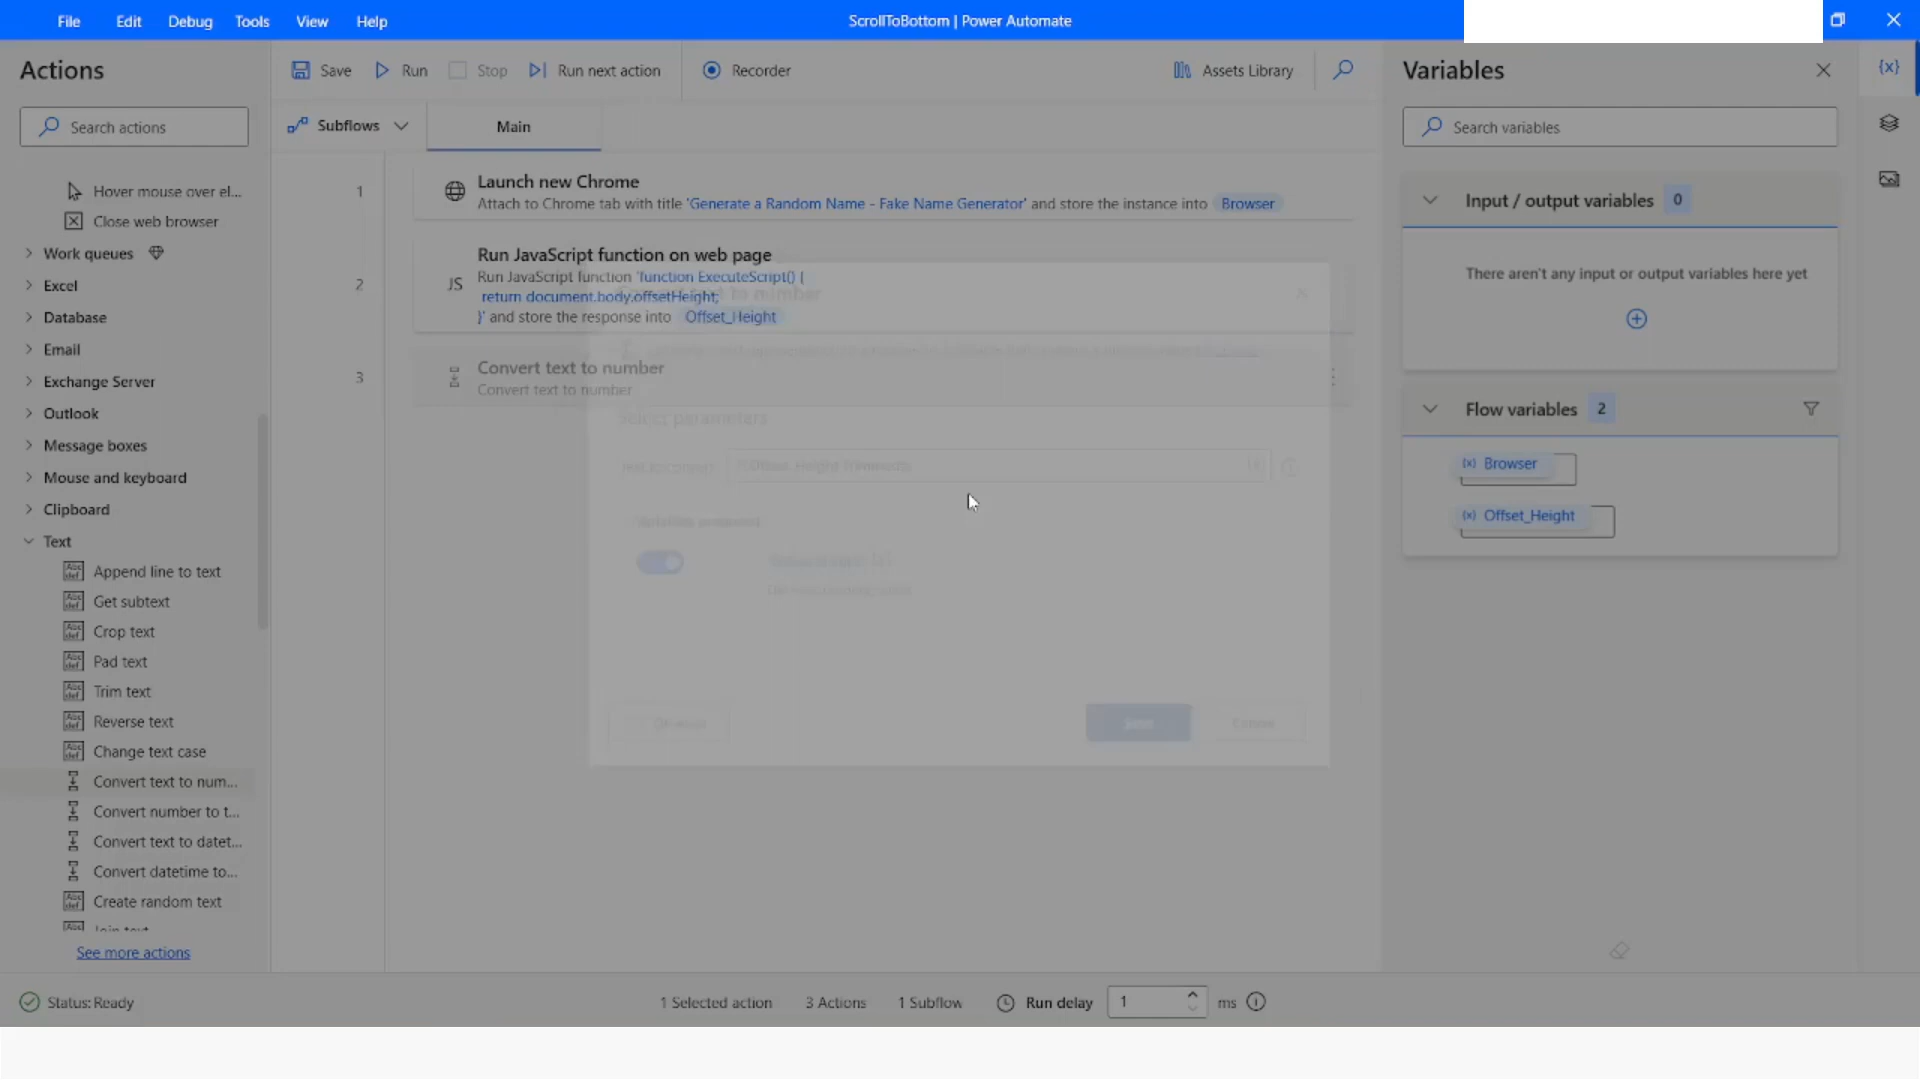 File Edit Debug Tools View Help
ScrollToBottom | Power Automate
Actions
Save Run Stop Run next action Recorder Assets Library
Variables
{x}
Search actions
Subflows Main
Search variables
Hover mouse over el...
Close web browser
Work queues
Excel
Database
Email
Exchange Server
Outlook
Message boxes
Mouse and keyboard
Clipboard
Text
Append line to text
Get subtext
Crop text
Pad text
Trim text
Reverse text
Change text case
Convert text to num...
Convert number to t...
Convert text to datet...
Convert datetime to...
Create random text
Join text
See more actions
1
Launch new Chrome
Attach to Chrome tab with title 'Generate a Random Name - Fake Name Generator' and store the instance into Browser
2
JS
Run JavaScript function on web page
Run JavaScript function 'function ExecuteScript() {
return document.body.offsetHeight;
}' and store the response into Offset_Height
3
Convert text to number
Convert text to number
Convert text to number
Select parameters
Input / output variables 0
There aren't any input or output variables here yet
Flow variables 2
{x} Browser
{x} Offset_Height
Status: Ready
1 Selected action 3 Actions 1 Subflow Run delay 1 ms